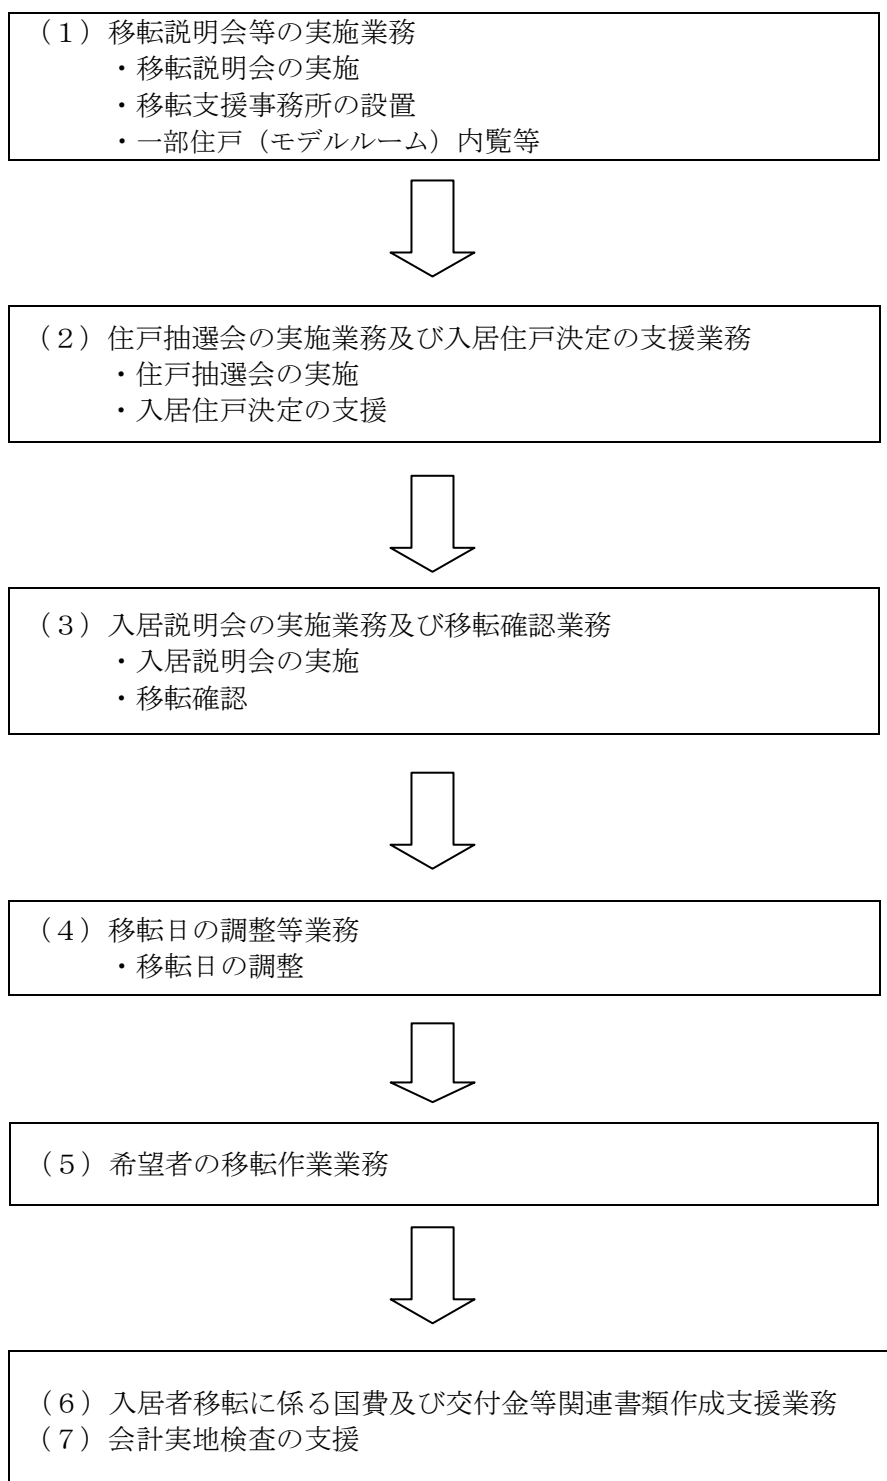 （１）移転説明会等の実施業務
・移転説明会の実施
・移転支援事務所の設置
・一部住戸（モデルルーム）内覧等
（２）住戸抽選会の実施業務及び入居住戸決定の支援業務
・住戸抽選会の実施
・入居住戸決定の支援
（３）入居説明会の実施業務及び移転確認業務
・入居説明会の実施
・移転確認
（４）移転日の調整等業務
・移転日の調整
（５）希望者の移転作業業務
（６）入居者移転に係る国費及び交付金等関連書類作成支援業務
（７）会計実地検査の支援